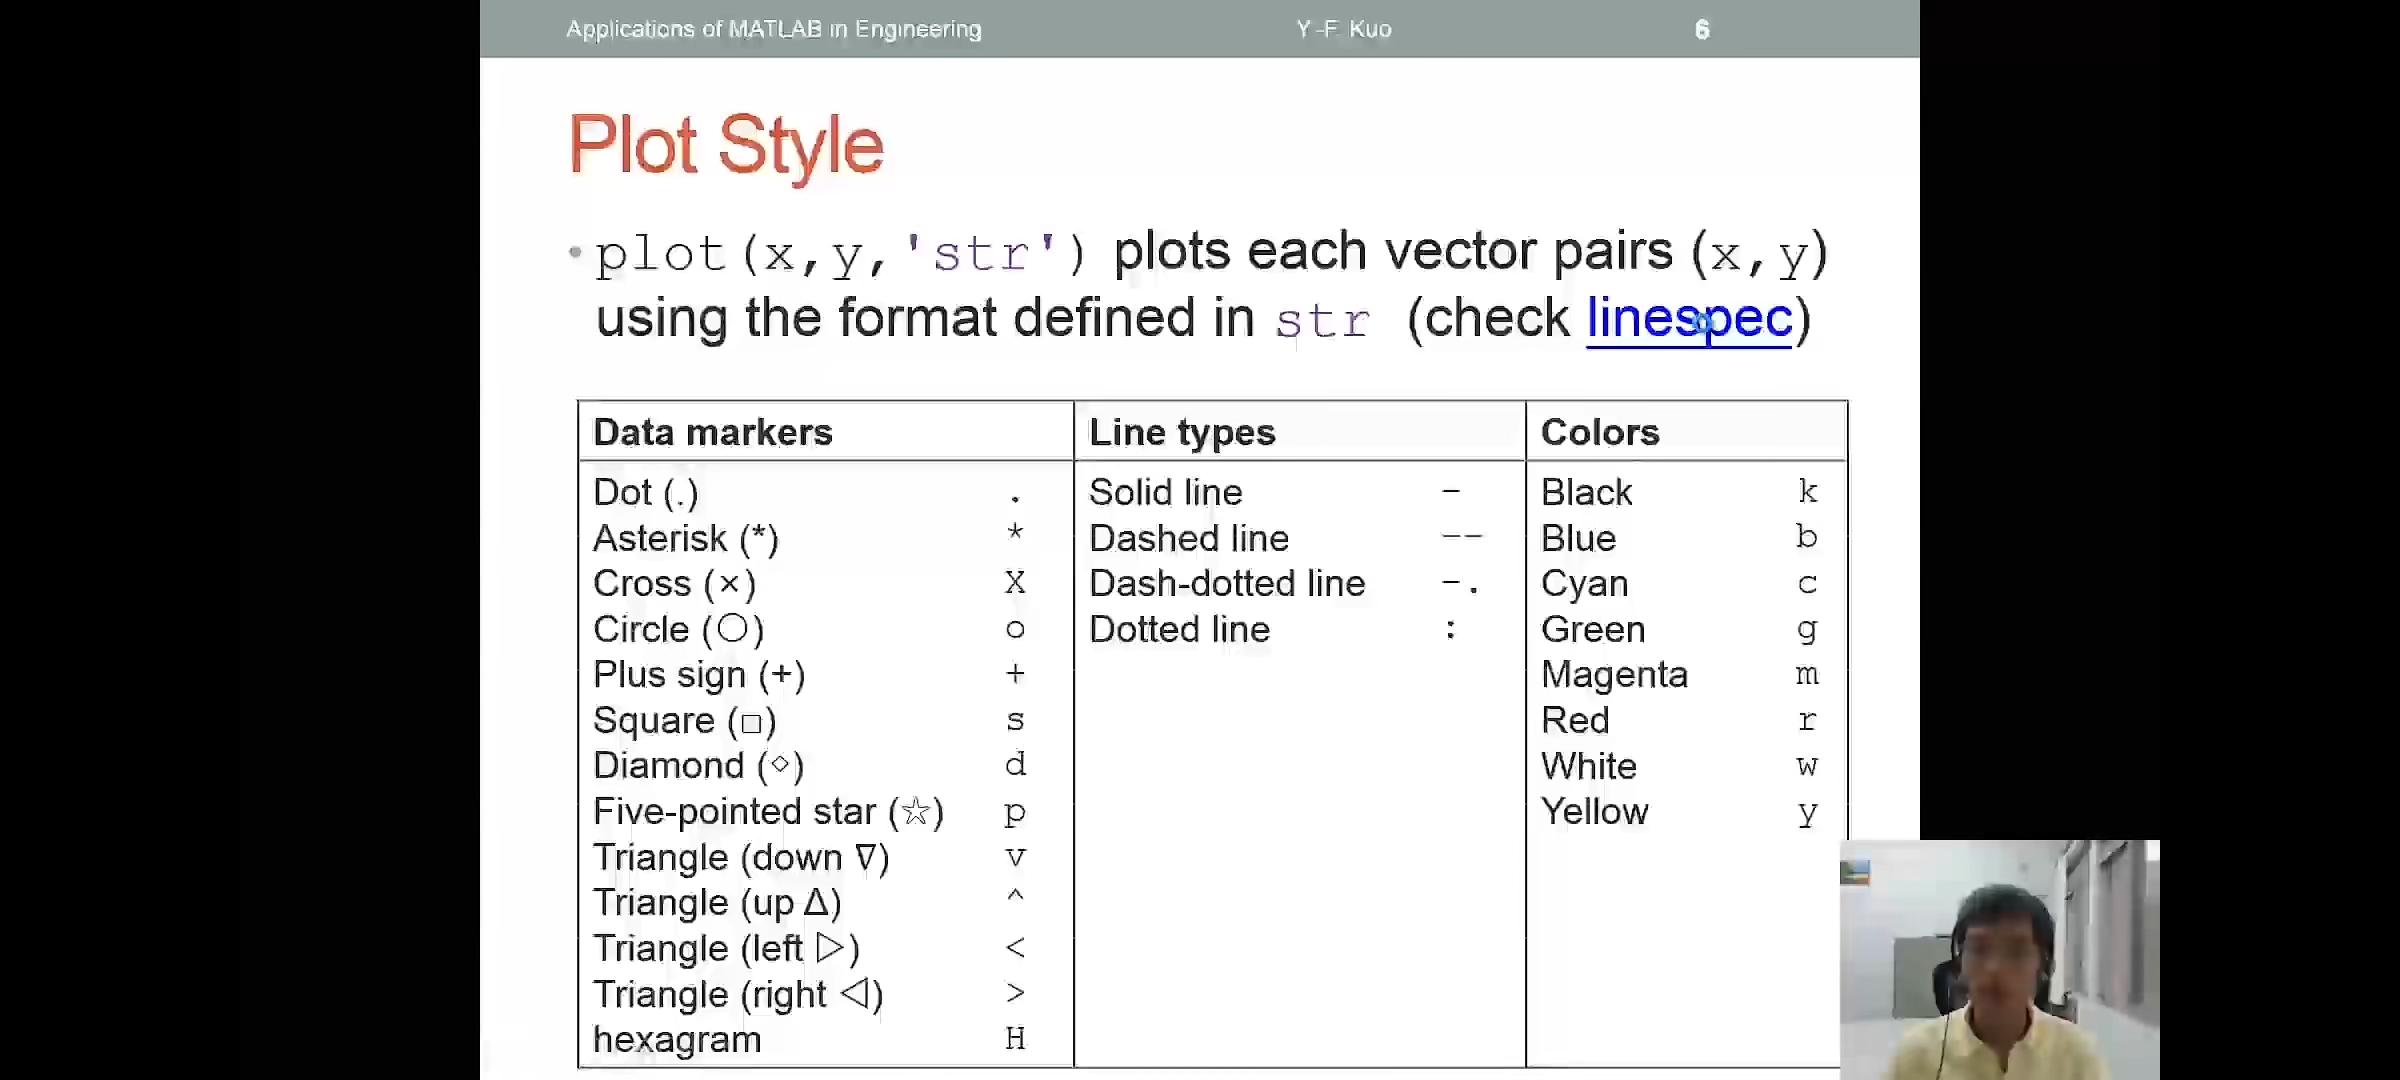 Applications of MATLAB in Engineering Y.-F. Kuo 6
Plot Style
• plot(x,y,'str') plots each vector pairs (x,y)
using the format defined in str (check linespec)
Data markers Line types Colors
Dot (.) . Solid line - Black k
Asterisk (*) * Dashed line -- Blue b
Cross (×) X Dash-dotted line -. Cyan c
Circle (○) o Dotted line : Green g
Plus sign (+) + Magenta m
Square (□) s Red r
Diamond (◇) d White w
Five-pointed star (☆) p Yellow y
Triangle (down ∇) v
Triangle (up Δ) ^
Triangle (left ▷) <
Triangle (right ◁) >
hexagram H